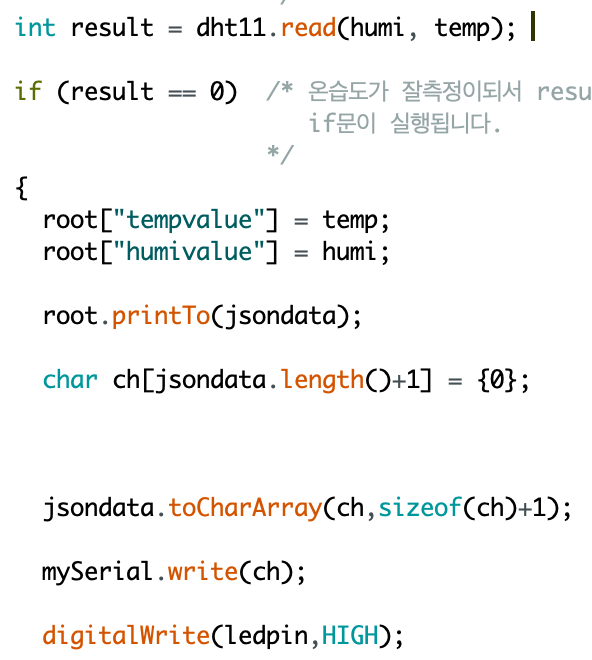 int result = dht11.read(humi, temp);
if (result == 0)  /* 온습도가 잘측정이되서 resu
if문이 실행됩니다.
*/
{
root["tempvalue"] = temp;
root["humivalue"] = humi;
root.printTo(jsondata);
char ch[jsondata.length()+1] = {0};
jsondata.toCharArray(ch,sizeof(ch)+1);
mySerial.write(ch);
digitalWrite(ledpin,HIGH);